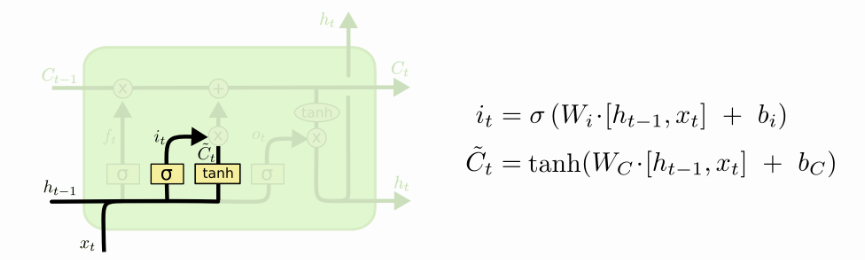 h_t
C_{t-1}
C_t
x
+
tanh
f_t
i_t
x
o_t
x
C̃_t
σ
σ
tanh
σ
h_{t-1}
h_t
x_t
i_t = σ (W_i·[h_{t-1}, x_t] + b_i)
C̃_t = tanh(W_C·[h_{t-1}, x_t] + b_C)